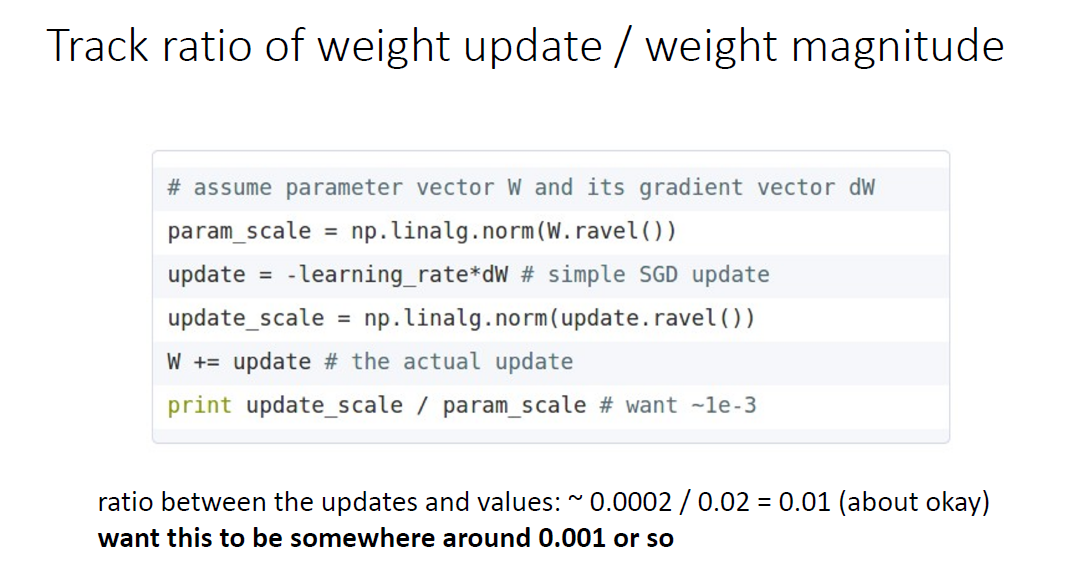 Track ratio of weight update / weight magnitude
# assume parameter vector W and its gradient vector dW
param_scale = np.linalg.norm(W.ravel())
update = -learning_rate*dW # simple SGD update
update_scale = np.linalg.norm(update.ravel())
W += update # the actual update
print update_scale / param_scale # want ~1e-3
ratio between the updates and values: ~ 0.0002 / 0.02 = 0.01 (about okay)
want this to be somewhere around 0.001 or so